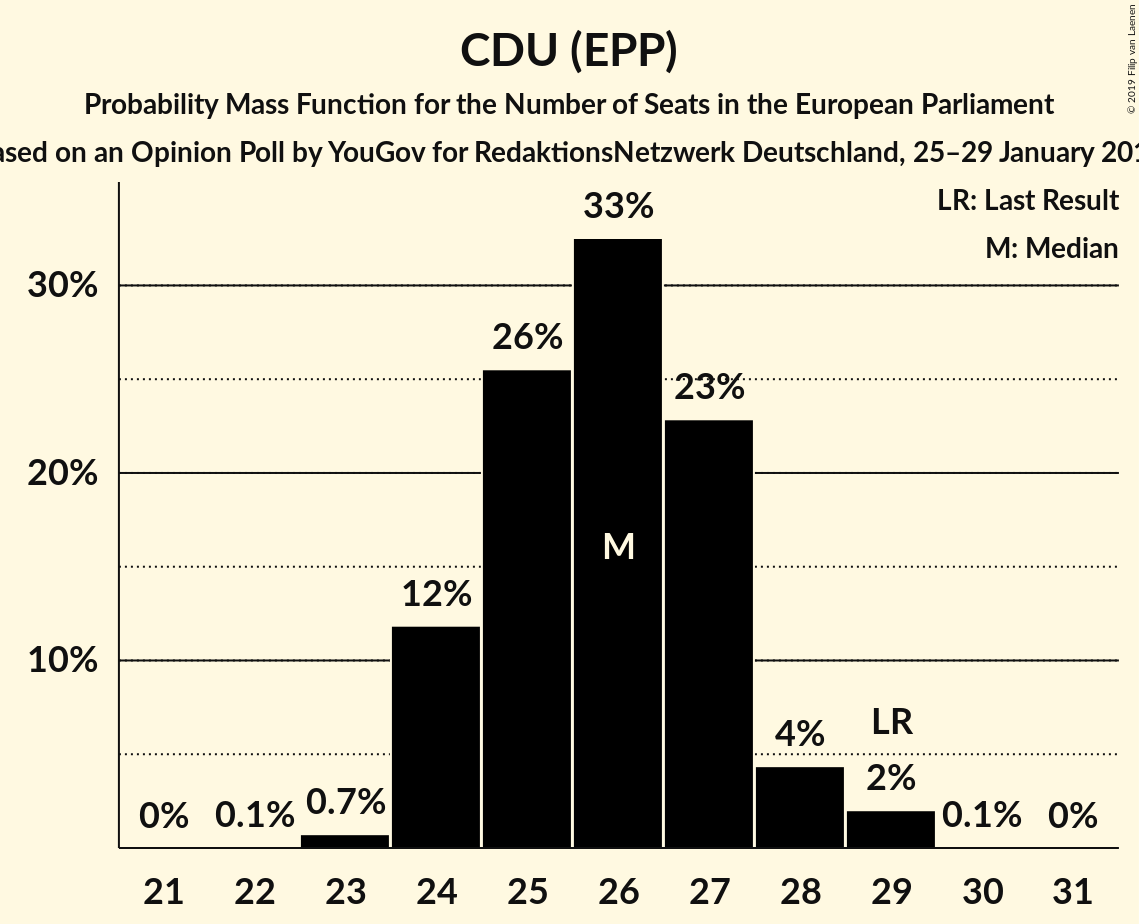 CDU (EPP)
Probability Mass Function for the Number of Seats in the European Parliament
ased on an Opinion Poll by YouGov for RedaktionsNetzwerk Deutschland, 25–29 January 201
© 2019 Filip van Laenen
LR: Last Result
M: Median
30%
20%
10%
0%
0.1%
0.7%
12%
26%
33%
23%
4%
2%
0.1%
0%
M
LR
21 22 23 24 25 26 27 28 29 30 31